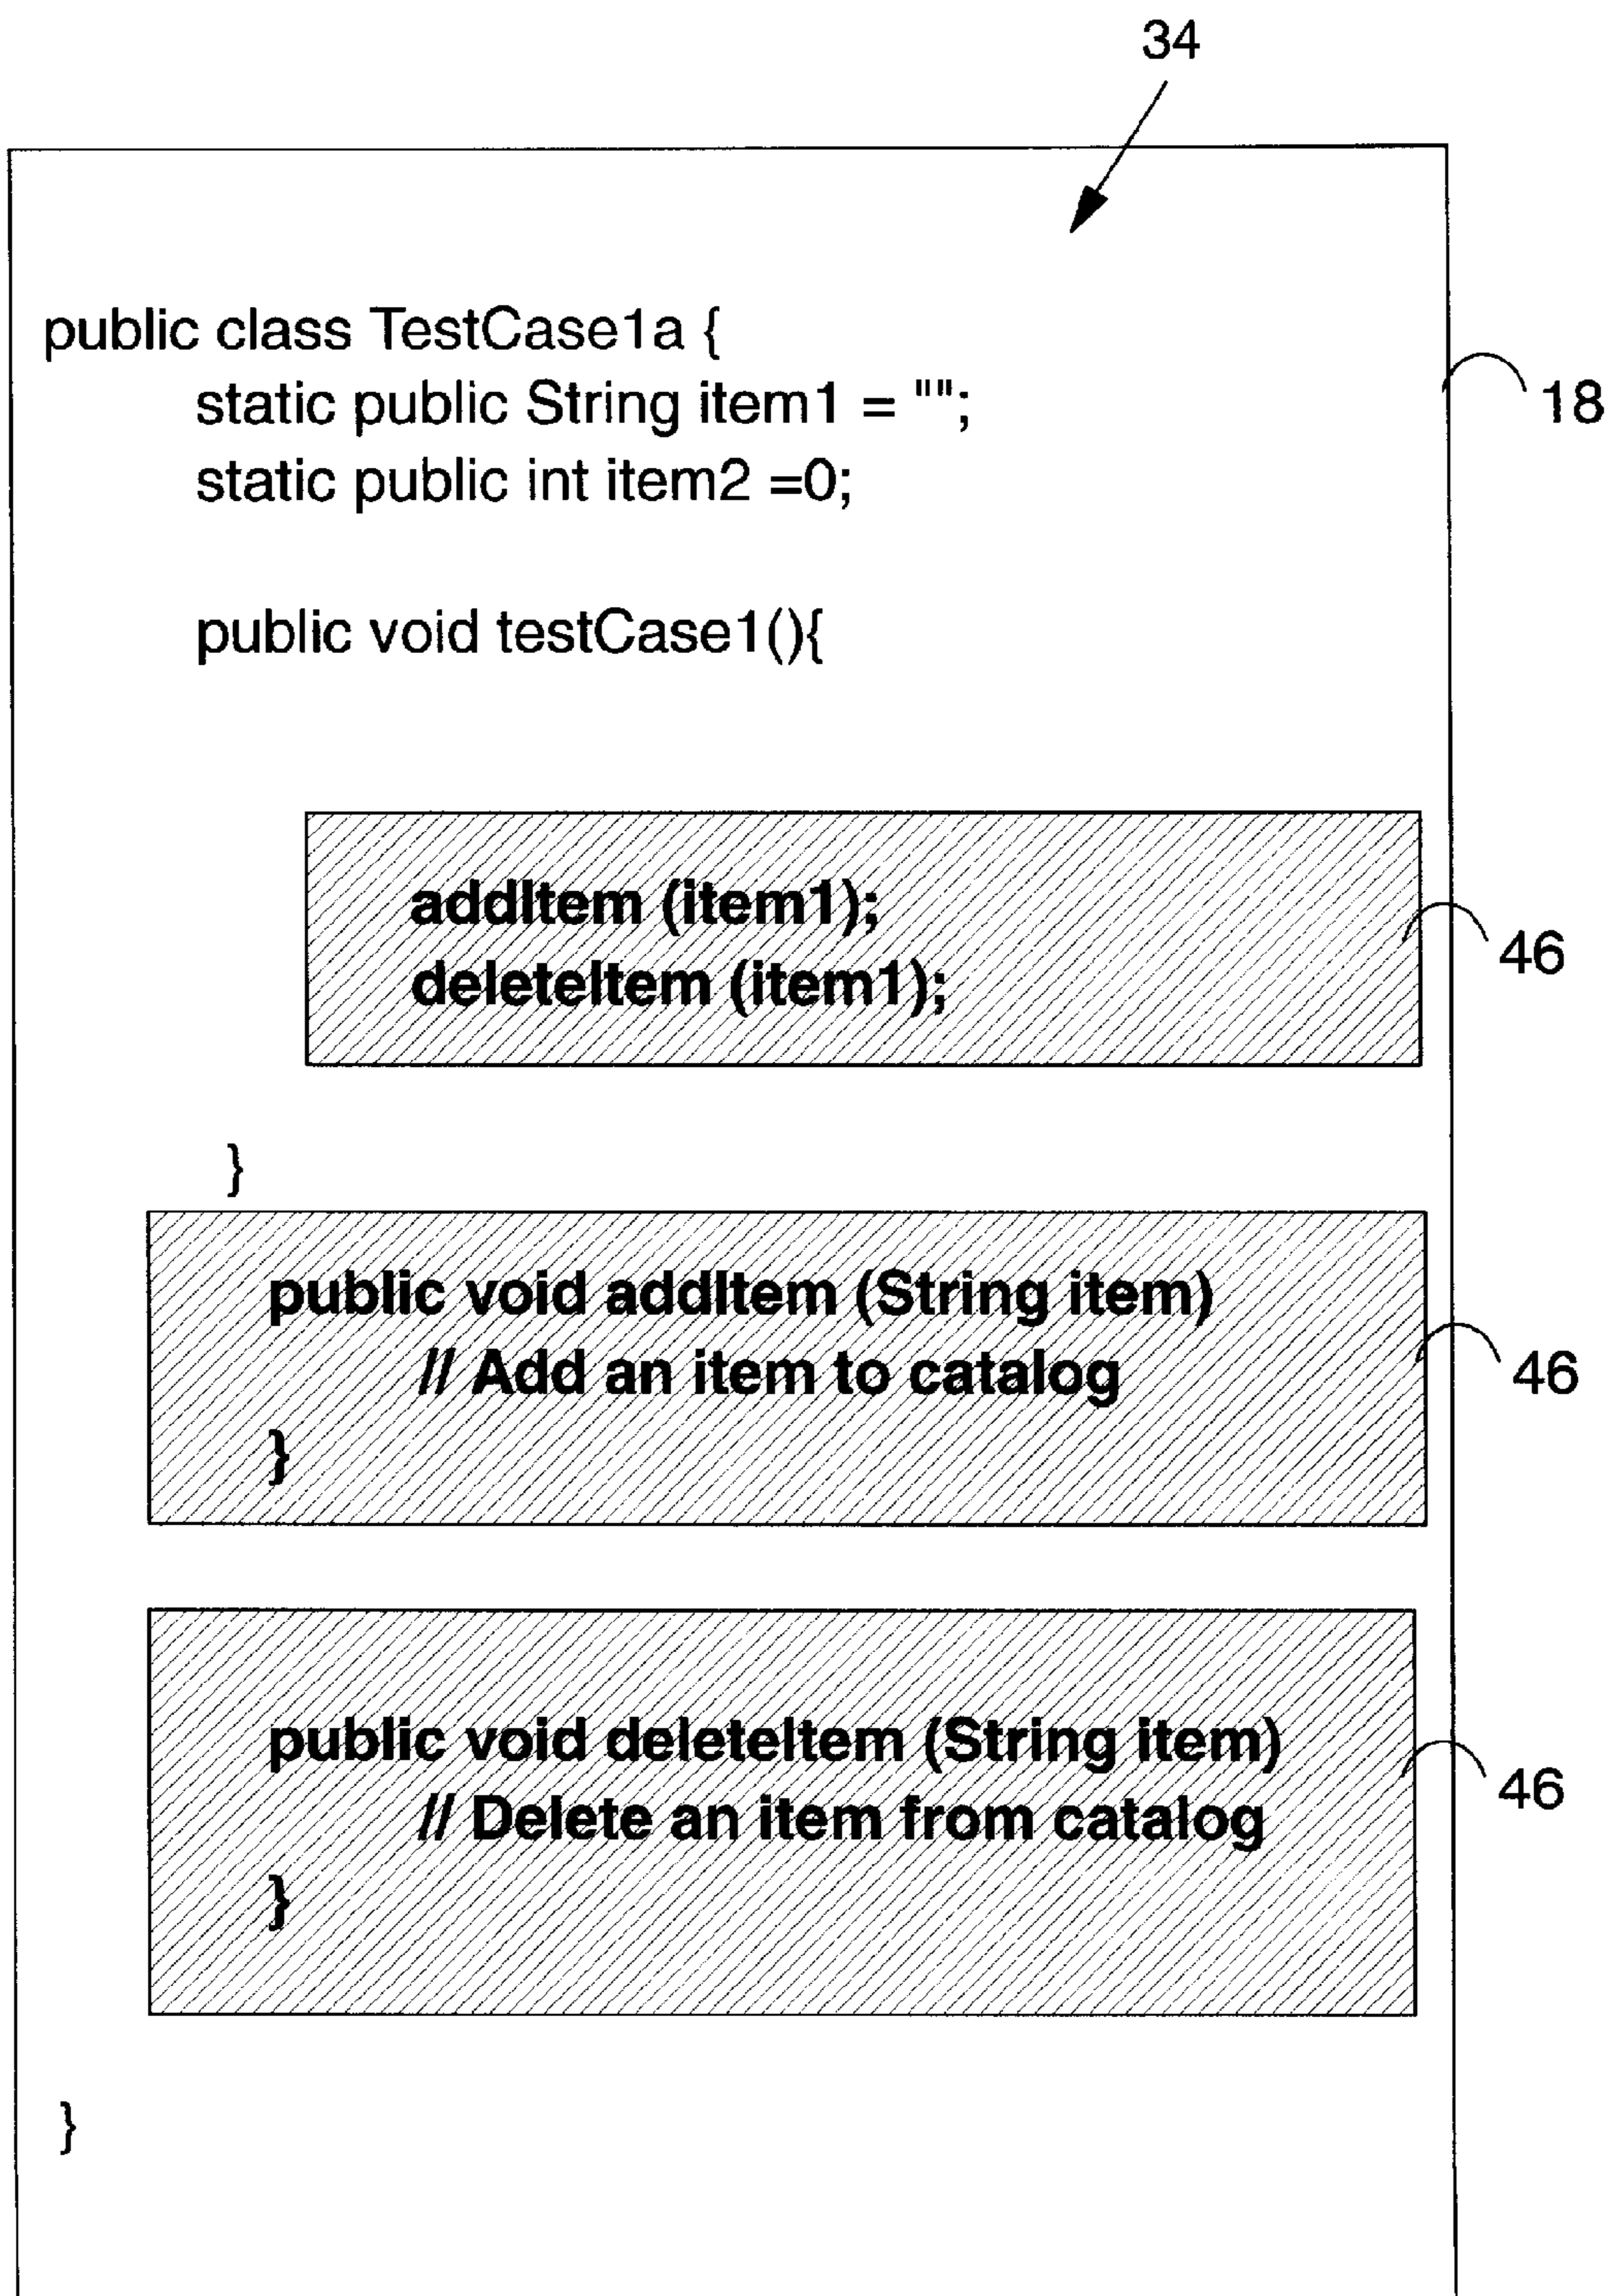 34
public class TestCase1a {
static public String item1 = "";
18
static public int item2 =0;
public void testCase1(){
addItem (item1);
46
deleteItem (item1);
}
public void addItem (String item)
// Add an item to catalog
46
}
public void deleteItem (String item)
46
// Delete an item from catalog
}
}